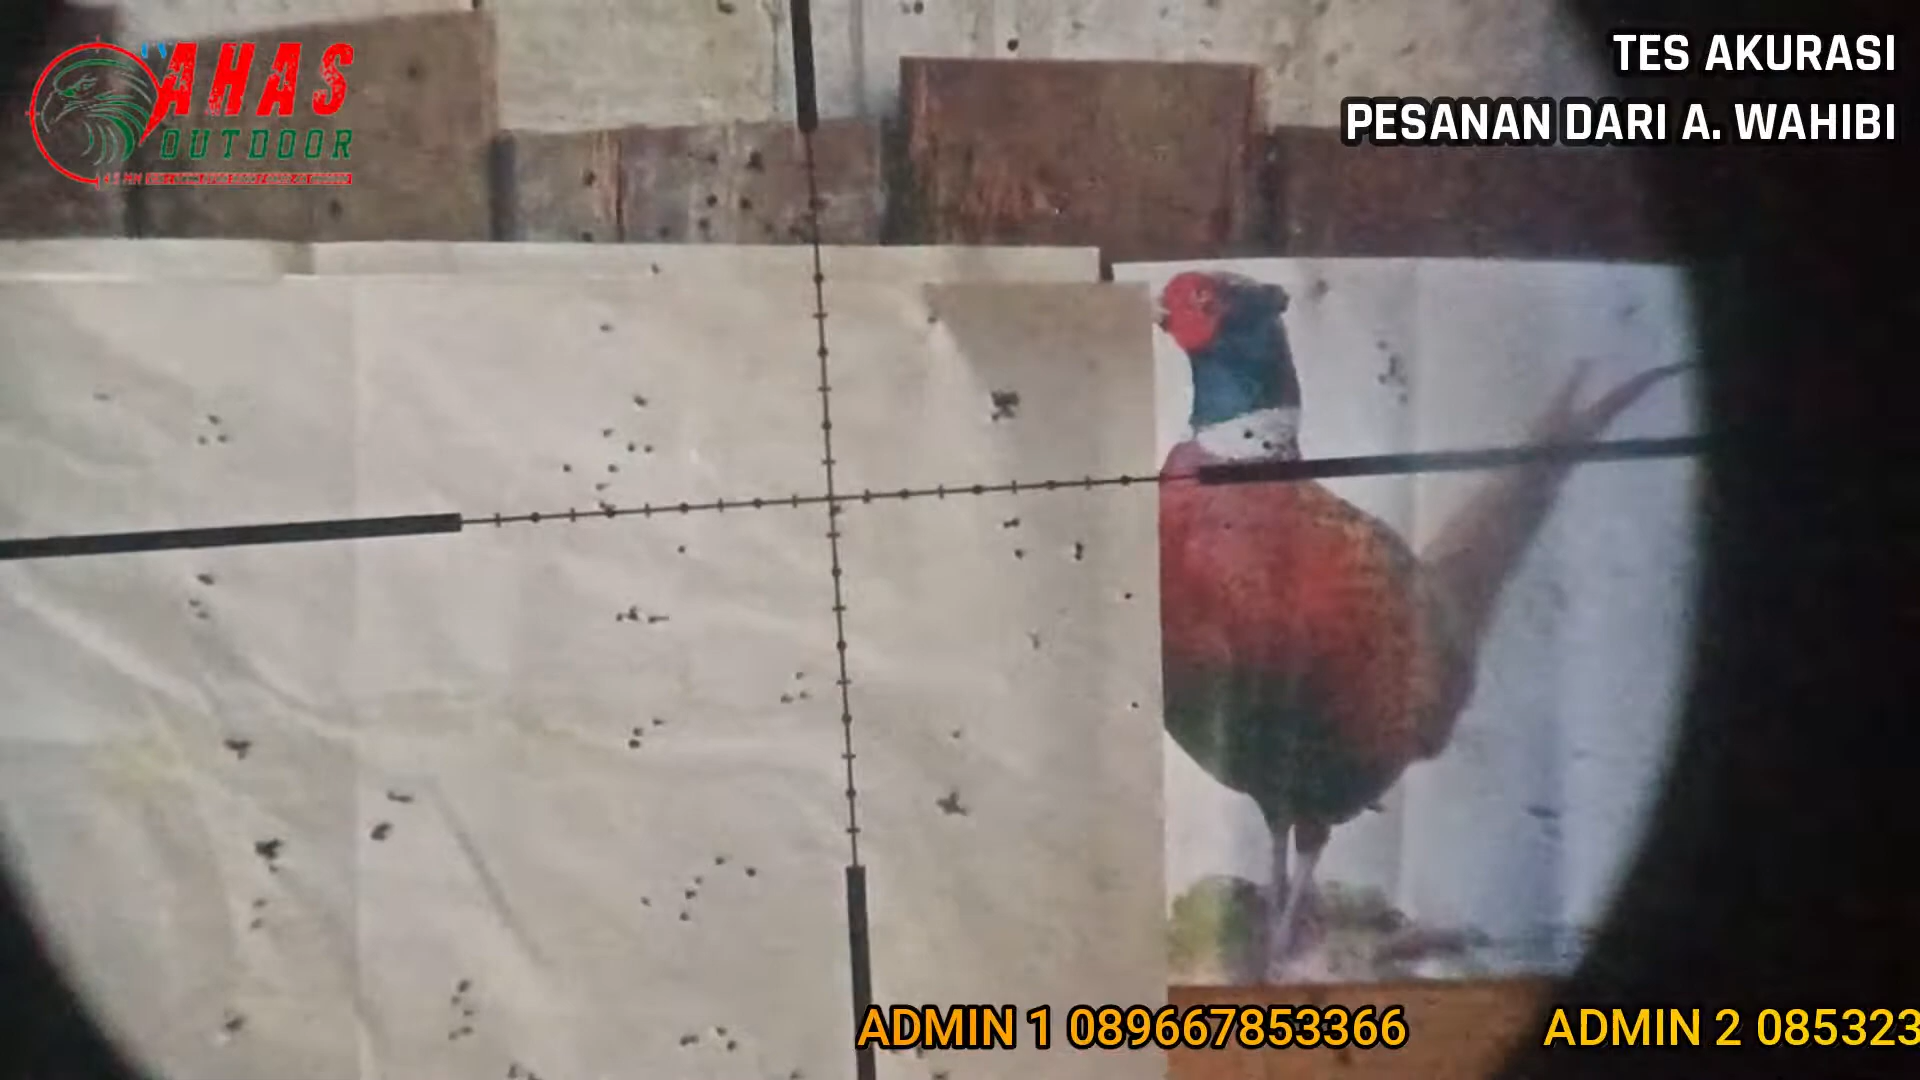 AHAS
OUTDOOR
TES AKURASI
PESANAN DARI A. WAHIBI
ADMIN 1 089667853366
ADMIN 2 085323